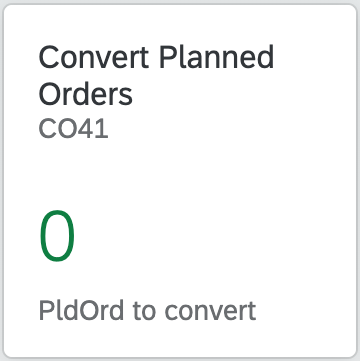 Convert Planned
Orders
CO41
0
PldOrd to convert